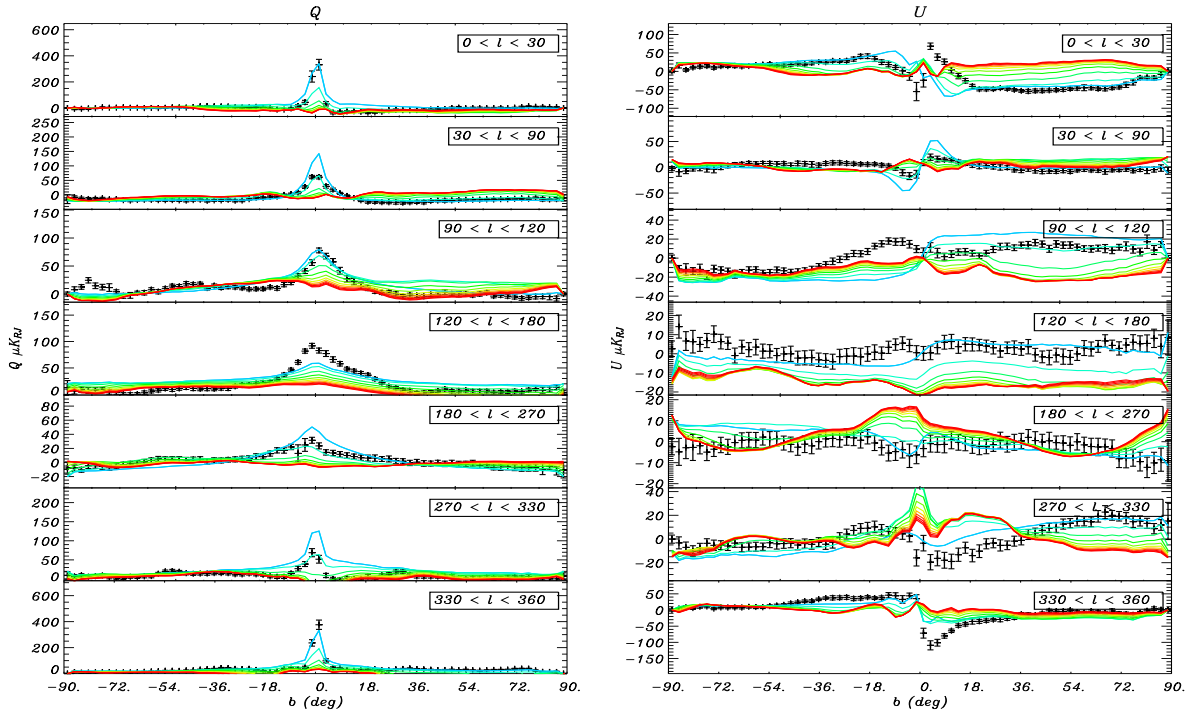 Q
U
0 < l < 30
600
400
200
0
0 < l < 30
100
50
0
-50
-100
30 < l < 90
250
200
150
100
50
0
30 < l < 90
50
0
-50
90 < l < 120
150
100
50
0
90 < l < 120
40
20
0
-20
-40
120 < l < 180
150
100
50
0
120 < l < 180
20
10
0
-10
-20
180 < l < 270
80
60
40
20
0
-20
180 < l < 270
20
10
0
-10
-20
270 < l < 330
200
150
100
50
0
270 < l < 330
40
20
0
-20
330 < l < 360
600
400
200
0
330 < l < 360
50
0
-50
-100
-150
Q μK_RJ
U μK_RJ
-90. -72. -54. -36. -18. 0. 18. 36. 54. 72. 90.
b (deg)
-90. -72. -54. -36. -18. 0. 18. 36. 54. 72. 90.
b (deg)